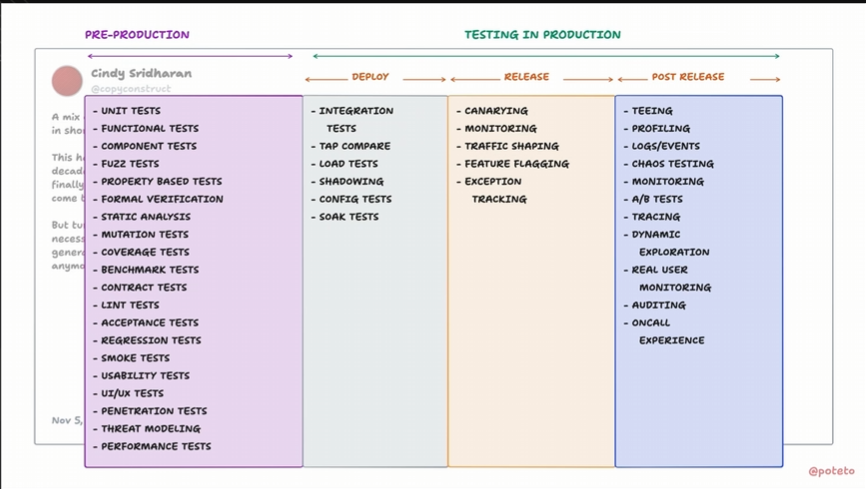 PRE-PRODUCTION
TESTING IN PRODUCTION
DEPLOY
RELEASE
POST RELEASE
Cindy Sridharan
@copyconstruct
A mix
in shor
This h
decad
finally
come t
But tu
necess
genera
anymo
Nov 5,
- UNIT TESTS
- FUNCTIONAL TESTS
- COMPONENT TESTS
- FUZZ TESTS
- PROPERTY BASED TESTS
- FORMAL VERIFICATION
- STATIC ANALYSIS
- MUTATION TESTS
- COVERAGE TESTS
- BENCHMARK TESTS
- CONTRACT TESTS
- LINT TESTS
- ACCEPTANCE TESTS
- REGRESSION TESTS
- SMOKE TESTS
- USABILITY TESTS
- UI/UX TESTS
- PENETRATION TESTS
- THREAT MODELING
- PERFORMANCE TESTS
- INTEGRATION
TESTS
- TAP COMPARE
- LOAD TESTS
- SHADOWING
- CONFIG TESTS
- SOAK TESTS
- CANARYING
- MONITORING
- TRAFFIC SHAPING
- FEATURE FLAGGING
- EXCEPTION
TRACKING
- TEEING
- PROFILING
- LOGS/EVENTS
- CHAOS TESTING
- MONITORING
- A/B TESTS
- TRACING
- DYNAMIC
EXPLORATION
- REAL USER
MONITORING
- AUDITING
- ONCALL
EXPERIENCE
@poteto